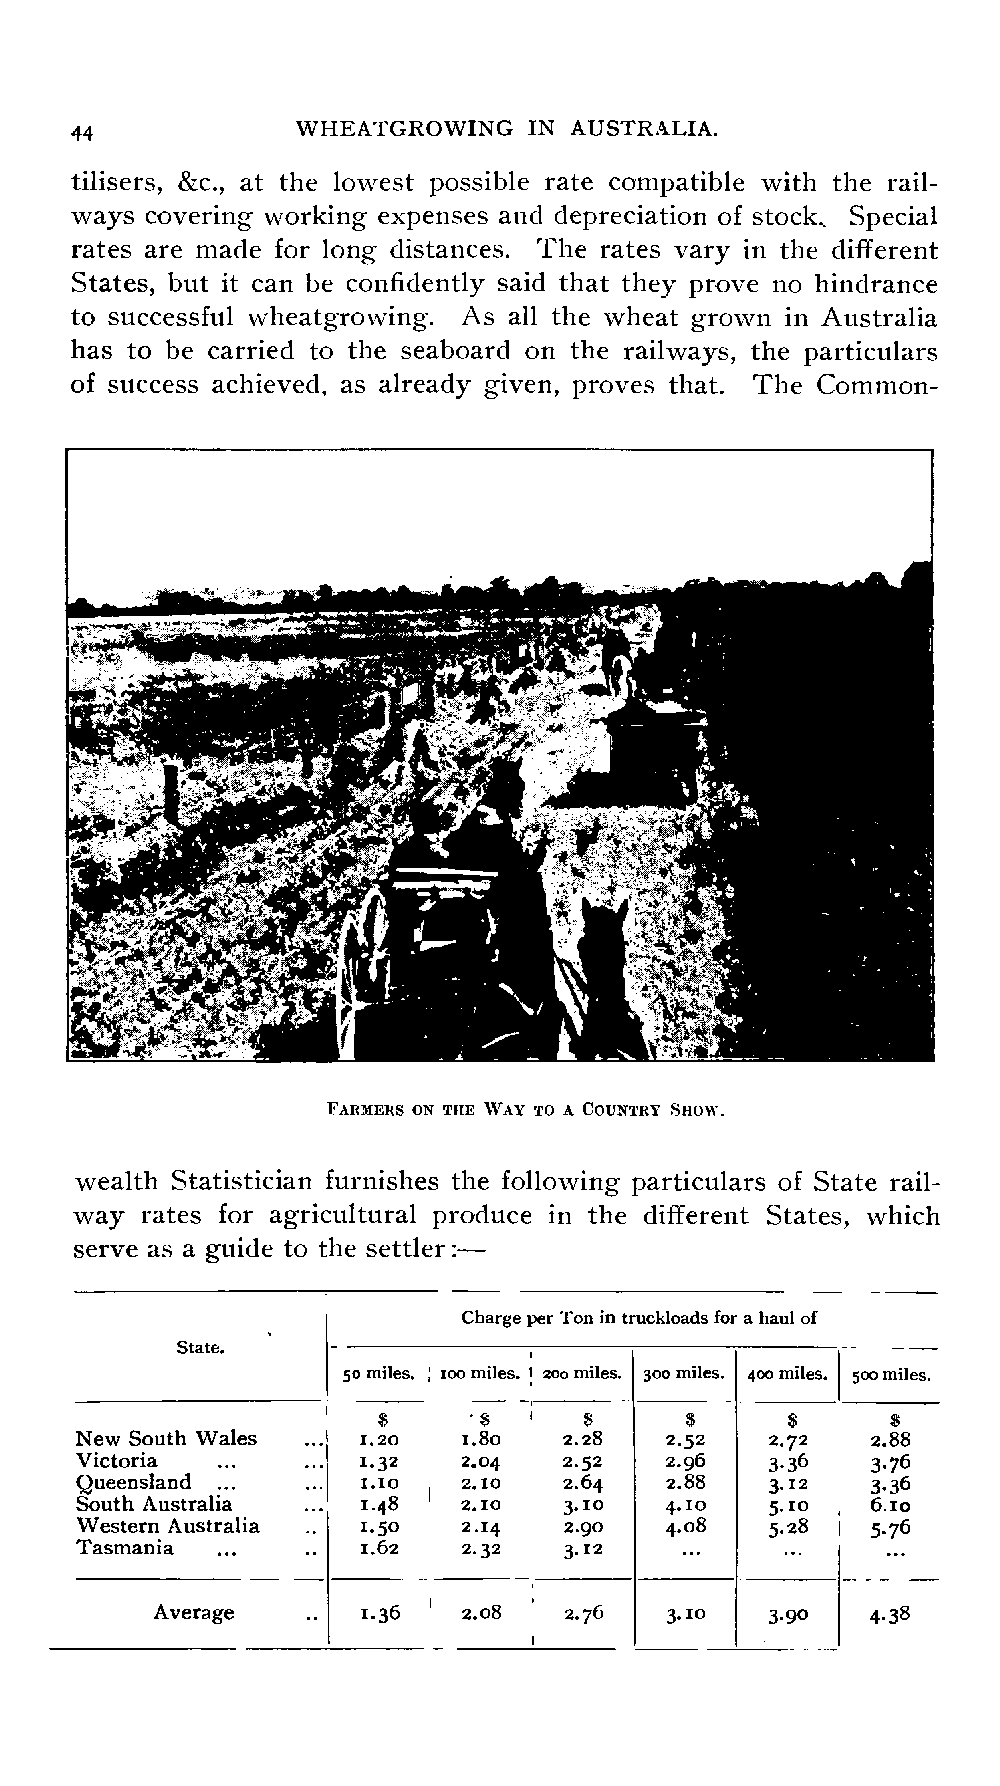 44 WHEATGROWING IN AUSTRALIA.
tilisers, &c., at the lowest possible rate compatible with the rail-
ways covering working expenses and depreciation of stock. Special
rates are made for long distances. The rates vary in the different
States, but it can be confidently said that they prove no hindrance
to successful wheatgrowing. As all the wheat grown in Australia
has to be carried to the seaboard on the railways, the particulars
of success achieved, as already given, proves that. The Common-
FARMERS ON THE WAY TO A COUNTRY SHOW.
wealth Statistician furnishes the following particulars of State rail-
way rates for agricultural produce in the different States, which
serve as a guide to the settler :—
Charge per Ton in truckloads for a haul of
State.
50 miles. 100 miles. 200 miles. 300 miles. 400 miles. 500 miles.
$ $ $ $ $ $
New South Wales ... 1.20 1.80 2.28 2.52 2.72 2.88
Victoria ... ... 1.32 2.04 2.52 2.96 3.36 3.76
Queensland ... ... 1.10 2.10 2.64 2.88 3.12 3.36
South Australia ... 1.48 2.10 3.10 4.10 5.10 6.10
Western Australia .. 1.50 2.14 2.90 4.08 5.28 5.76
Tasmania ... .. 1.62 2.32 3.12 ... ... ...
Average .. 1.36 2.08 2.76 3.10 3.90 4.38